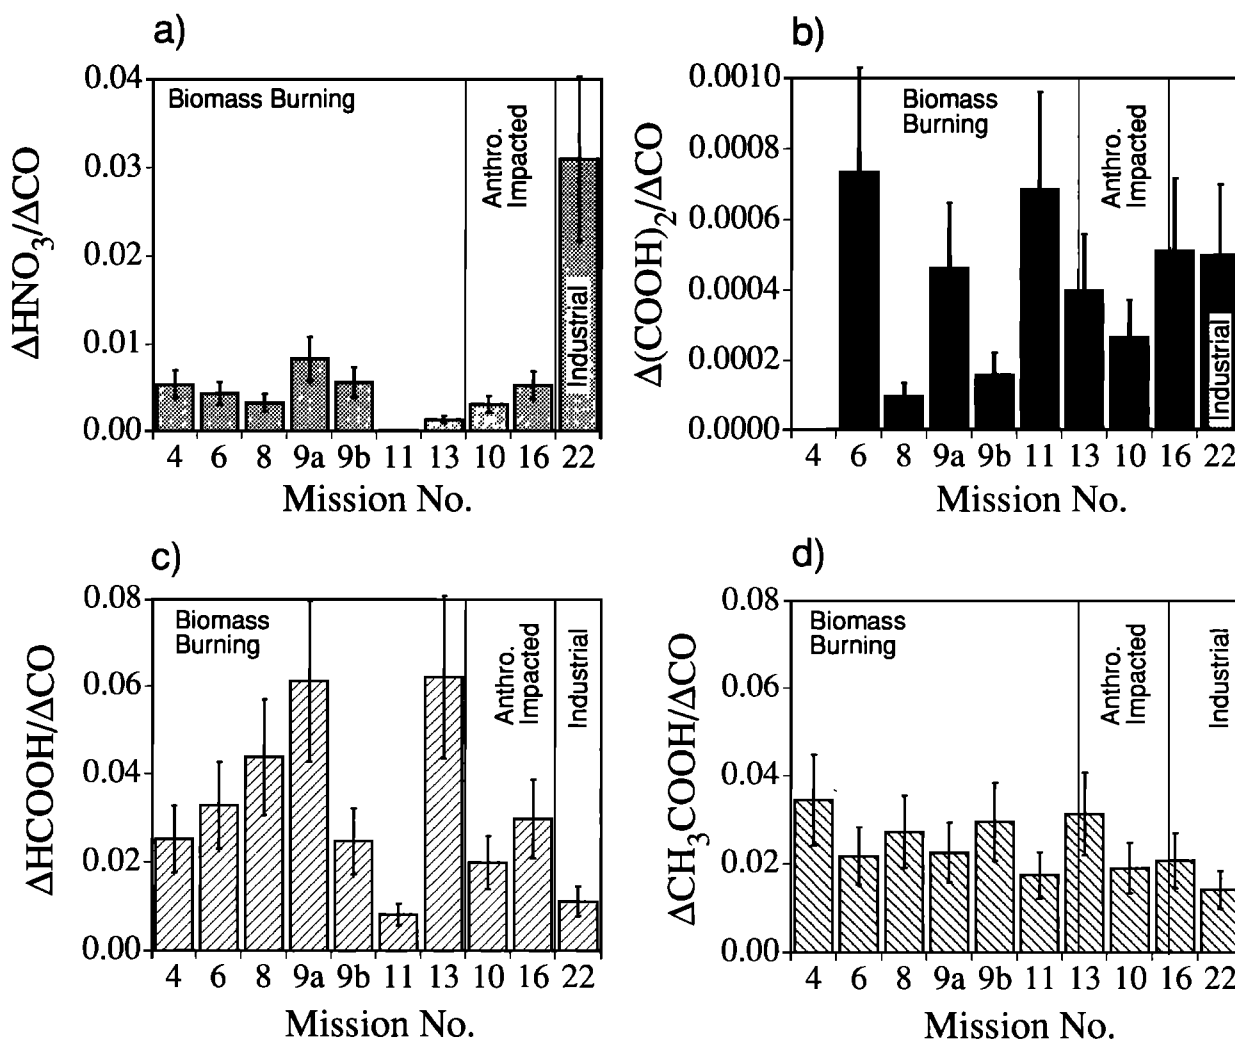 a)
ΔHNO3/ΔCO
0.04
0.03
0.02
0.01
0.00
Biomass Burning
Anthro.
Impacted
Industrial
4 6 8 9a 9b 11 13 10 16 22
Mission No.
b)
Δ(COOH)2/ΔCO
0.0010
0.0008
0.0006
0.0004
0.0002
0.0000
Biomass
Burning
Anthro.
Impacted
Industrial
4 6 8 9a 9b 11 13 10 16 22
Mission No.
c)
ΔHCOOH/ΔCO
0.08
0.06
0.04
0.02
0.00
Biomass
Burning
Anthro.
Impacted
Industrial
4 6 8 9a 9b 11 13 10 16 22
Mission No.
d)
ΔCH3COOH/ΔCO
0.08
0.06
0.04
0.02
0.00
Biomass
Burning
Anthro.
Impacted
Industrial
4 6 8 9a 9b 11 13 10 16 22
Mission No.